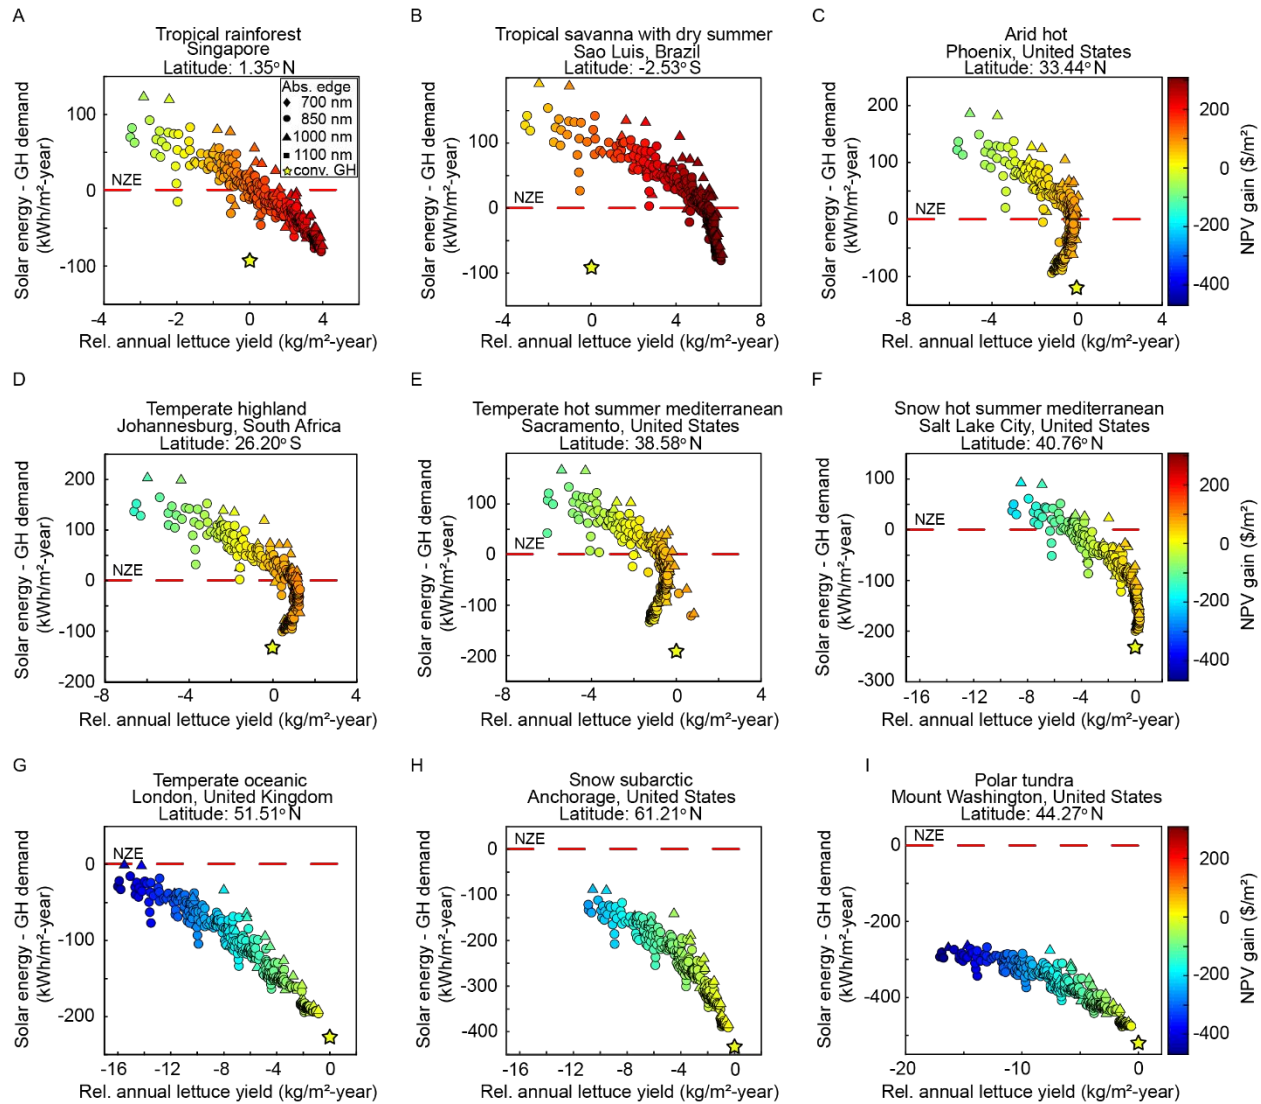 A
Tropical rainforest
Singapore
Latitude: 1.35° N
Abs. edge
700 nm
850 nm
1000 nm
1100 nm
conv. GH
100
0
-100
NZE
-4
-2
0
2
4
Solar energy - GH demand
(kWh/m²-year)
Rel. annual lettuce yield (kg/m²-year)
B
Tropical savanna with dry summer
Sao Luis, Brazil
Latitude: -2.53° S
100
0
-100
NZE
-4
0
4
8
Solar energy - GH demand
(kWh/m²-year)
Rel. annual lettuce yield (kg/m²-year)
C
Arid hot
Phoenix, United States
Latitude: 33.44° N
200
100
0
-100
NZE
-8
-4
0
4
Solar energy - GH demand
(kWh/m²-year)
Rel. annual lettuce yield (kg/m²-year)
200
0
-200
-400
NPV gain ($/m²)
D
Temperate highland
Johannesburg, South Africa
Latitude: 26.20° S
200
100
0
-100
-200
NZE
-8
-4
0
4
Solar energy - GH demand
(kWh/m²-year)
Rel. annual lettuce yield (kg/m²-year)
E
Temperate hot summer mediterranean
Sacramento, United States
Latitude: 38.58° N
100
0
-100
-200
NZE
-8
-4
0
4
Solar energy - GH demand
(kWh/m²-year)
Rel. annual lettuce yield (kg/m²-year)
F
Snow hot summer mediterranean
Salt Lake City, United States
Latitude: 40.76° N
100
0
-100
-200
-300
NZE
-16
-12
-8
-4
0
Solar energy - GH demand
(kWh/m²-year)
Rel. annual lettuce yield (kg/m²-year)
200
0
-200
-400
NPV gain ($/m²)
G
Temperate oceanic
London, United Kingdom
Latitude: 51.51° N
0
-100
-200
NZE
-16
-12
-8
-4
0
Solar energy - GH demand
(kWh/m²-year)
Rel. annual lettuce yield (kg/m²-year)
H
Snow subarctic
Anchorage, United States
Latitude: 61.21° N
0
-100
-200
-300
-400
NZE
-16
-12
-8
-4
0
Solar energy - GH demand
(kWh/m²-year)
Rel. annual lettuce yield (kg/m²-year)
I
Polar tundra
Mount Washington, United States
Latitude: 44.27° N
0
-200
-400
NZE
-20
-10
0
Solar energy - GH demand
(kWh/m²-year)
Rel. annual lettuce yield (kg/m²-year)
200
0
-200
-400
NPV gain ($/m²)